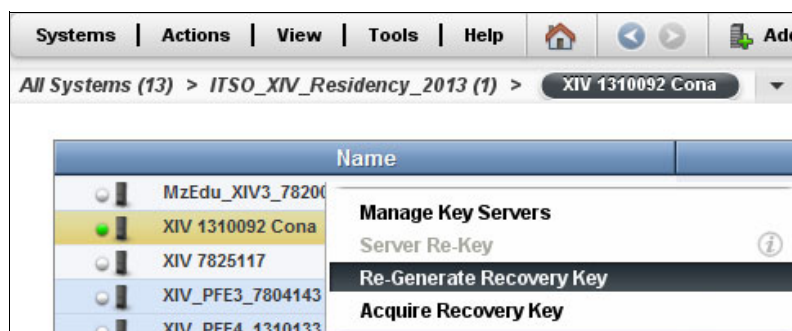 Systems | Actions | View | Tools | Help
All Systems (13) > ITSO_XIV_Residency_2013 (1) > XIV 1310092 Cona
Name
MzEdu_XIV3_7820
XIV 1310092 Cona
XIV 7825117
XIV_PFE3_7804143
XIV_PFE4_1310133
Manage Key Servers
Server Re-Key
Re-Generate Recovery Key
Acquire Recovery Key